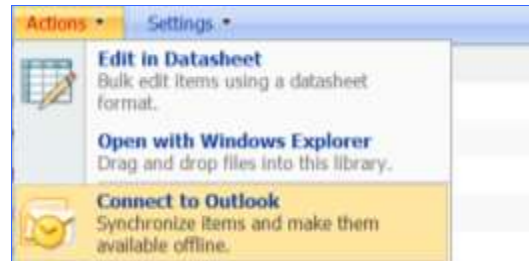 Actions Settings
Edit in Datasheet
Bulk edit items using a datasheet
format.
Open with Windows Explorer
Drag and drop files into this library.
Connect to Outlook
Synchronize items and make them
available offline.